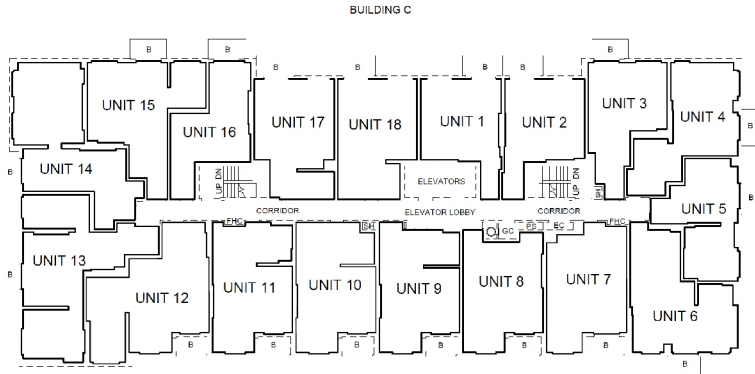 BUILDING C
B
B
B
B
B
B
B
UNIT 15
UNIT 16
UNIT 17
UNIT 18
UNIT 1
UNIT 2
UNIT 3
UNIT 4
B
UNIT 14
B
UP DN
ELEVATORS
UP DN
B
CORRIDOR
ELEVATOR LOBBY
CORRIDOR
UNIT 5
FHC
GC
EC
FHC
UNIT 13
B
UNIT 12
UNIT 11
UNIT 10
UNIT 9
UNIT 8
UNIT 7
UNIT 6
B
B
B
B
B
B